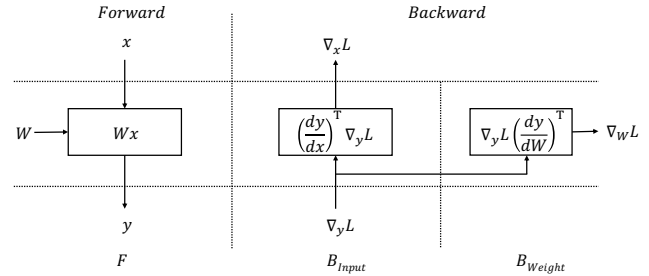 Forward Backward
x ∇ₓL
W Wx (dy/dx)ᵀ ∇ᵧL ∇ᵧL (dy/dW)ᵀ ∇_W L
y ∇ᵧL
F B_Input B_Weight